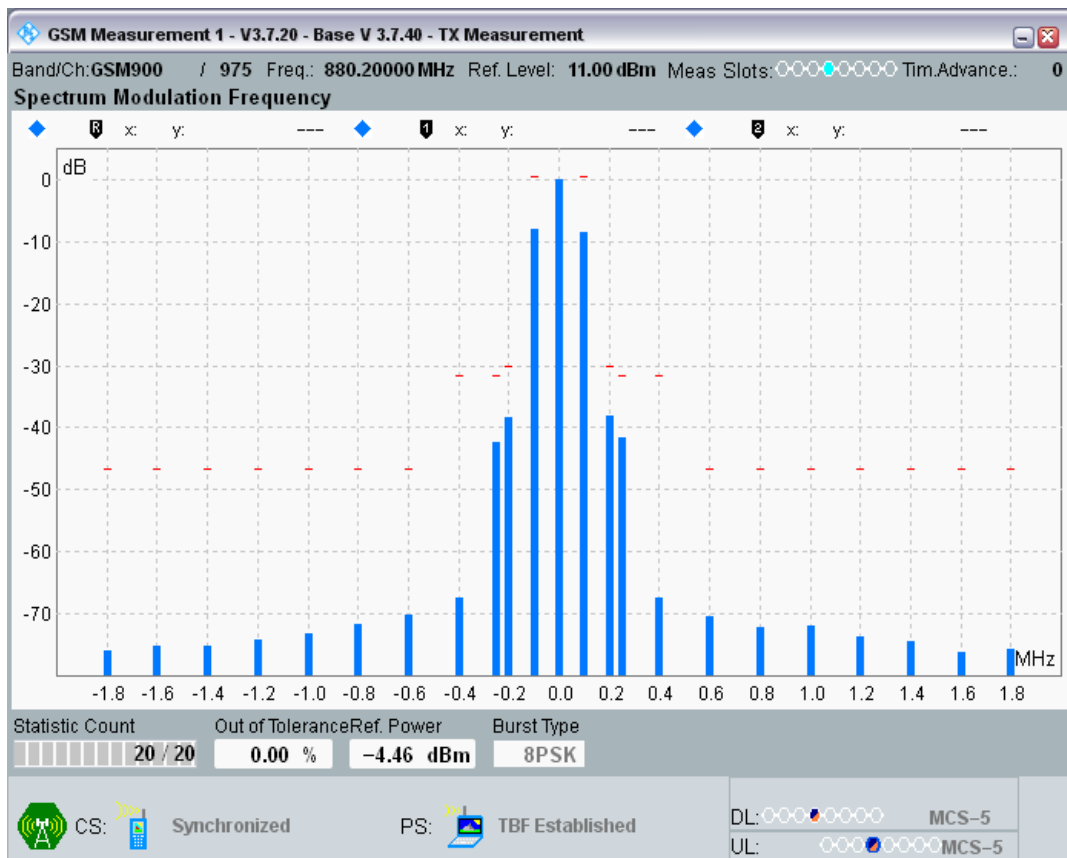 GSM Measurement 1 - V3.7.20 - Base V 3.7.40 - TX Measurement
Band/Ch:GSM900 / 975 Freq.: 880.20000 MHz Ref. Level: 11.00 dBm Meas Slots: Tim.Advance.: 0
Spectrum Modulation Frequency
R x: y: --- 1 x: y: --- 2 x: y: ---
dB
0
-10
-20
-30
-40
-50
-60
-70
MHz
-1.8 -1.6 -1.4 -1.2 -1.0 -0.8 -0.6 -0.4 -0.2 0.0 0.2 0.4 0.6 0.8 1.0 1.2 1.4 1.6 1.8
Statistic Count Out of Tolerance Ref. Power Burst Type
20 / 20 0.00 % −4.46 dBm 8PSK
CS: Synchronized PS: TBF Established DL: MCS–5
UL: MCS–5